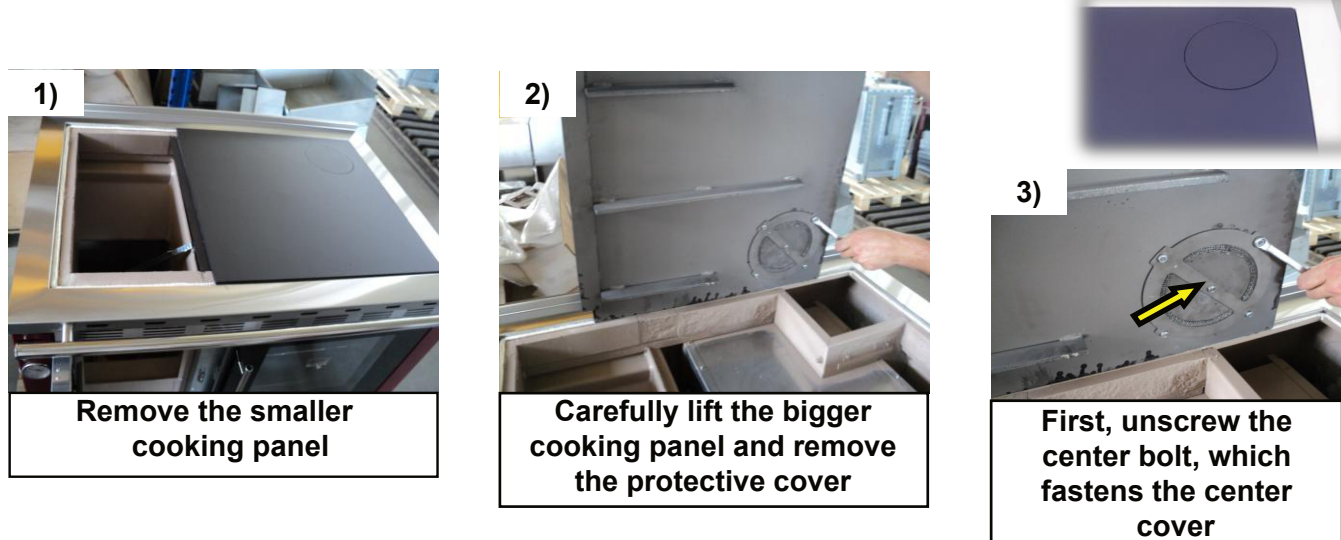 1)
Remove the smaller
cooking panel
2)
Carefully lift the bigger
cooking panel and remove
the protective cover
3)
First, unscrew the
center bolt, which
fastens the center
cover